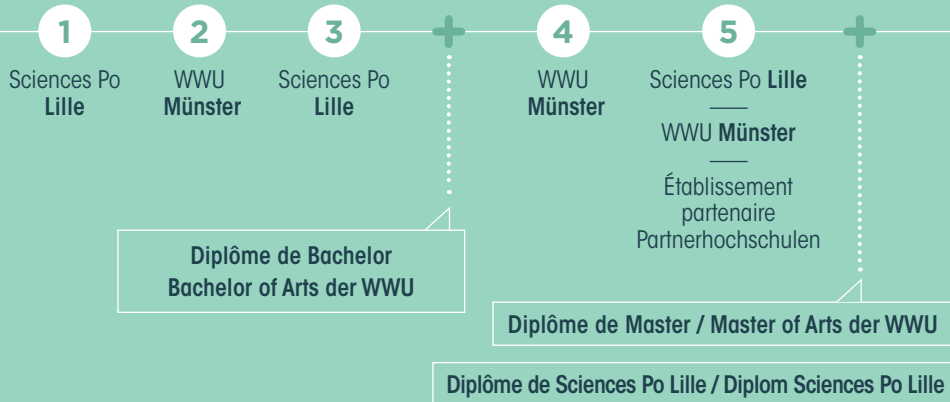 1
Sciences Po
Lille
2
WWU
Münster
3
Sciences Po
Lille
+
Diplôme de Bachelor
Bachelor of Arts der WWU
4
WWU
Münster
5
Sciences Po Lille
WWU Münster
Établissement
partenaire
Partnerhochschulen
+
Diplôme de Master / Master of Arts der WWU
Diplôme de Sciences Po Lille / Diplom Sciences Po Lille